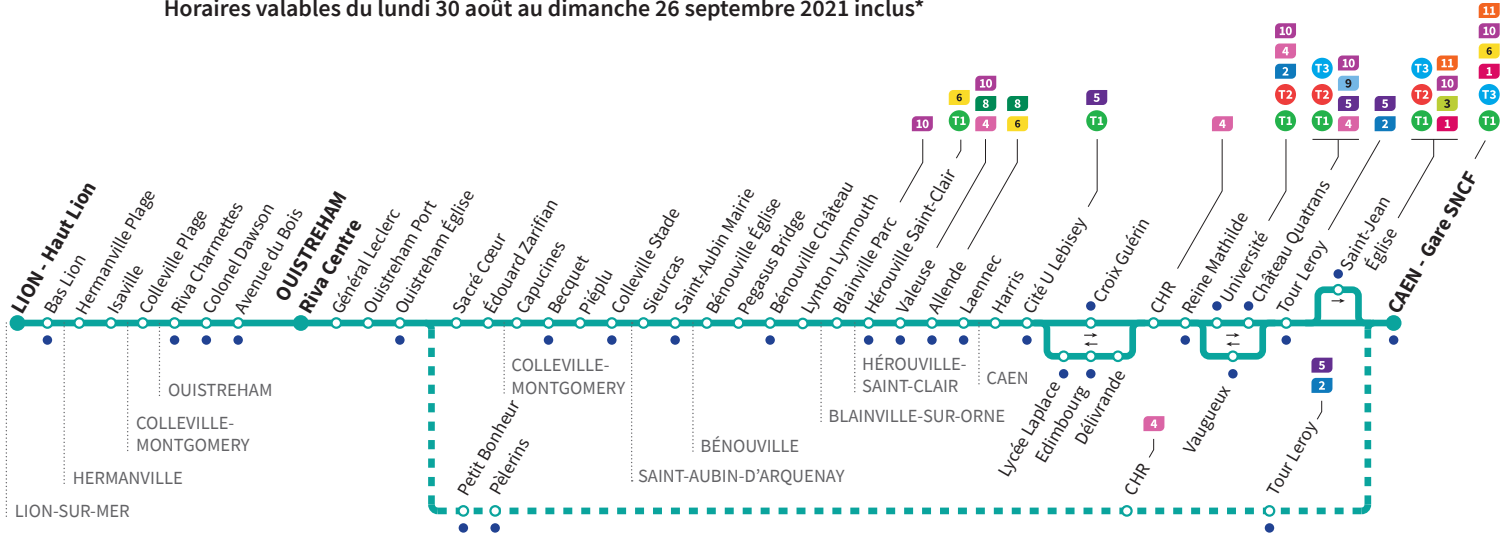 Horaires valables du lundi 30 août au dimanche 26 septembre 2021 inclus*
10
6
T1
10
8
4
8
6
5
T1
4
10
4
2
T2
T1
T3 10
9
T2 5
T1 4
5
2
T3 11
10
T2 3
T1 1
11
10
6
1
T3
T1
LION - Haut Lion
Bas Lion
Hermanville Plage
Isaville
Colleville Plage
Riva Charmettes
Colonel Dawson
Avenue du Bois
OUISTREHAM
Riva Centre
Général Leclerc
Ouistreham Port
Ouistreham Église
Sacré Cœur
Édouard Zarifian
Capucines
Becquet
Piéplu
Colleville Stade
Sieurcas
Saint-Aubin Mairie
Bénouville Église
Pegasus Bridge
Bénouville Château
Lynton Lynmouth
Blainville Parc
Hérouville Saint-Clair
Valeuse
Allende
Laennec
Harris
Cité U Lebisey
Croix Guérin
CHR
Reine Mathilde
Université
Château Quatrans
Tour Leroy
Saint-Jean
Église
CAEN - Gare SNCF
LION-SUR-MER
HERMANVILLE
COLLEVILLE-
MONTGOMERY
OUISTREHAM
COLLEVILLE-
MONTGOMERY
SAINT-AUBIN-D'ARQUENAY
BÉNOUVILLE
BLAINVILLE-SUR-ORNE
HÉROUVILLE-
SAINT-CLAIR
CAEN
Lycée Laplace
Edimbourg
Délivrande
Vaugueux
Petit Bonheur
Pèlerins
4
CHR
5
2
Tour Leroy